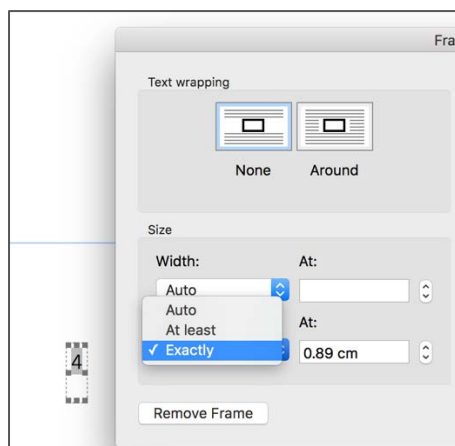 Fra
Text wrapping
None Around
Size
Width: At:
Auto
Auto
At least At:
✓ Exactly 0.89 cm
4
Remove Frame